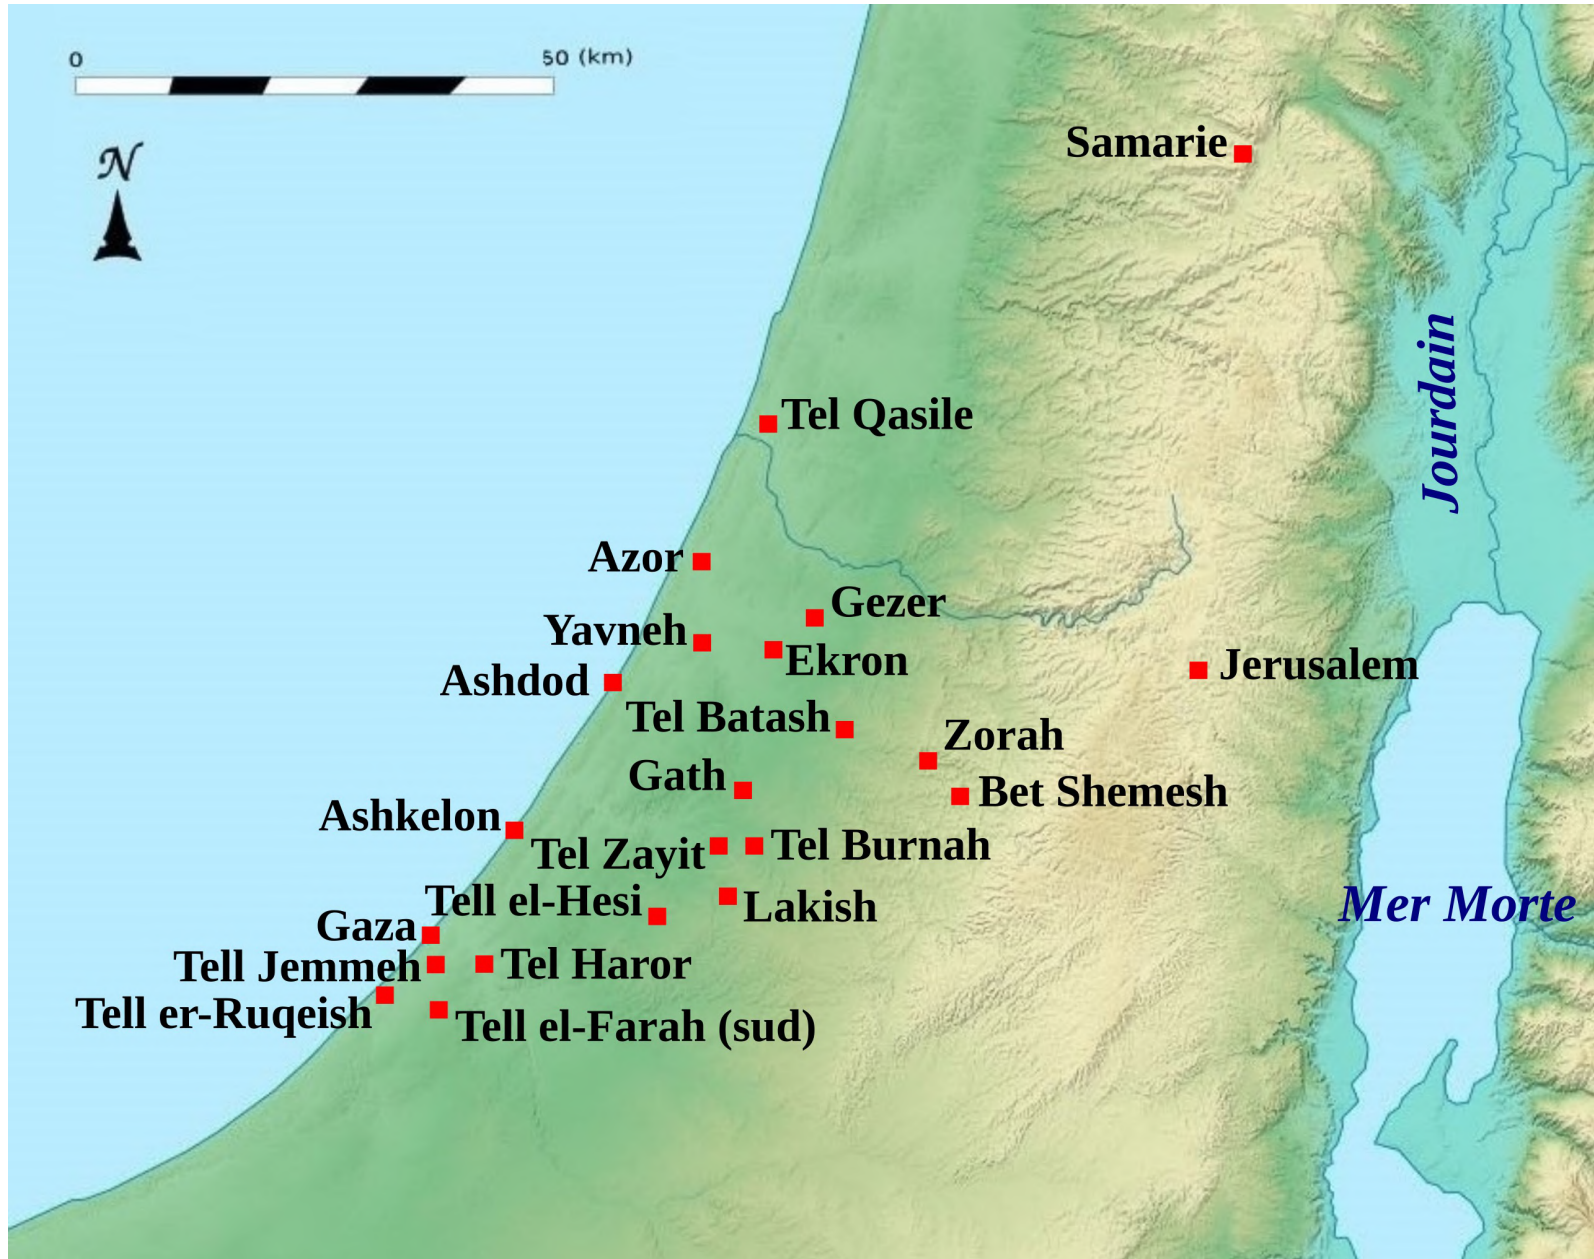 0 50 (km)
N
Samarie
Jourdain
Tel Qasile
Azor
Gezer
Yavneh
Ekron
Jerusalem
Ashdod
Tel Batash
Zorah
Gath
Bet Shemesh
Ashkelon
Tel Zayit
Tel Burnah
Tell el-Hesi
Lakish
Mer Morte
Gaza
Tell Jemmeh
Tel Haror
Tell er-Ruqeish
Tell el-Farah (sud)